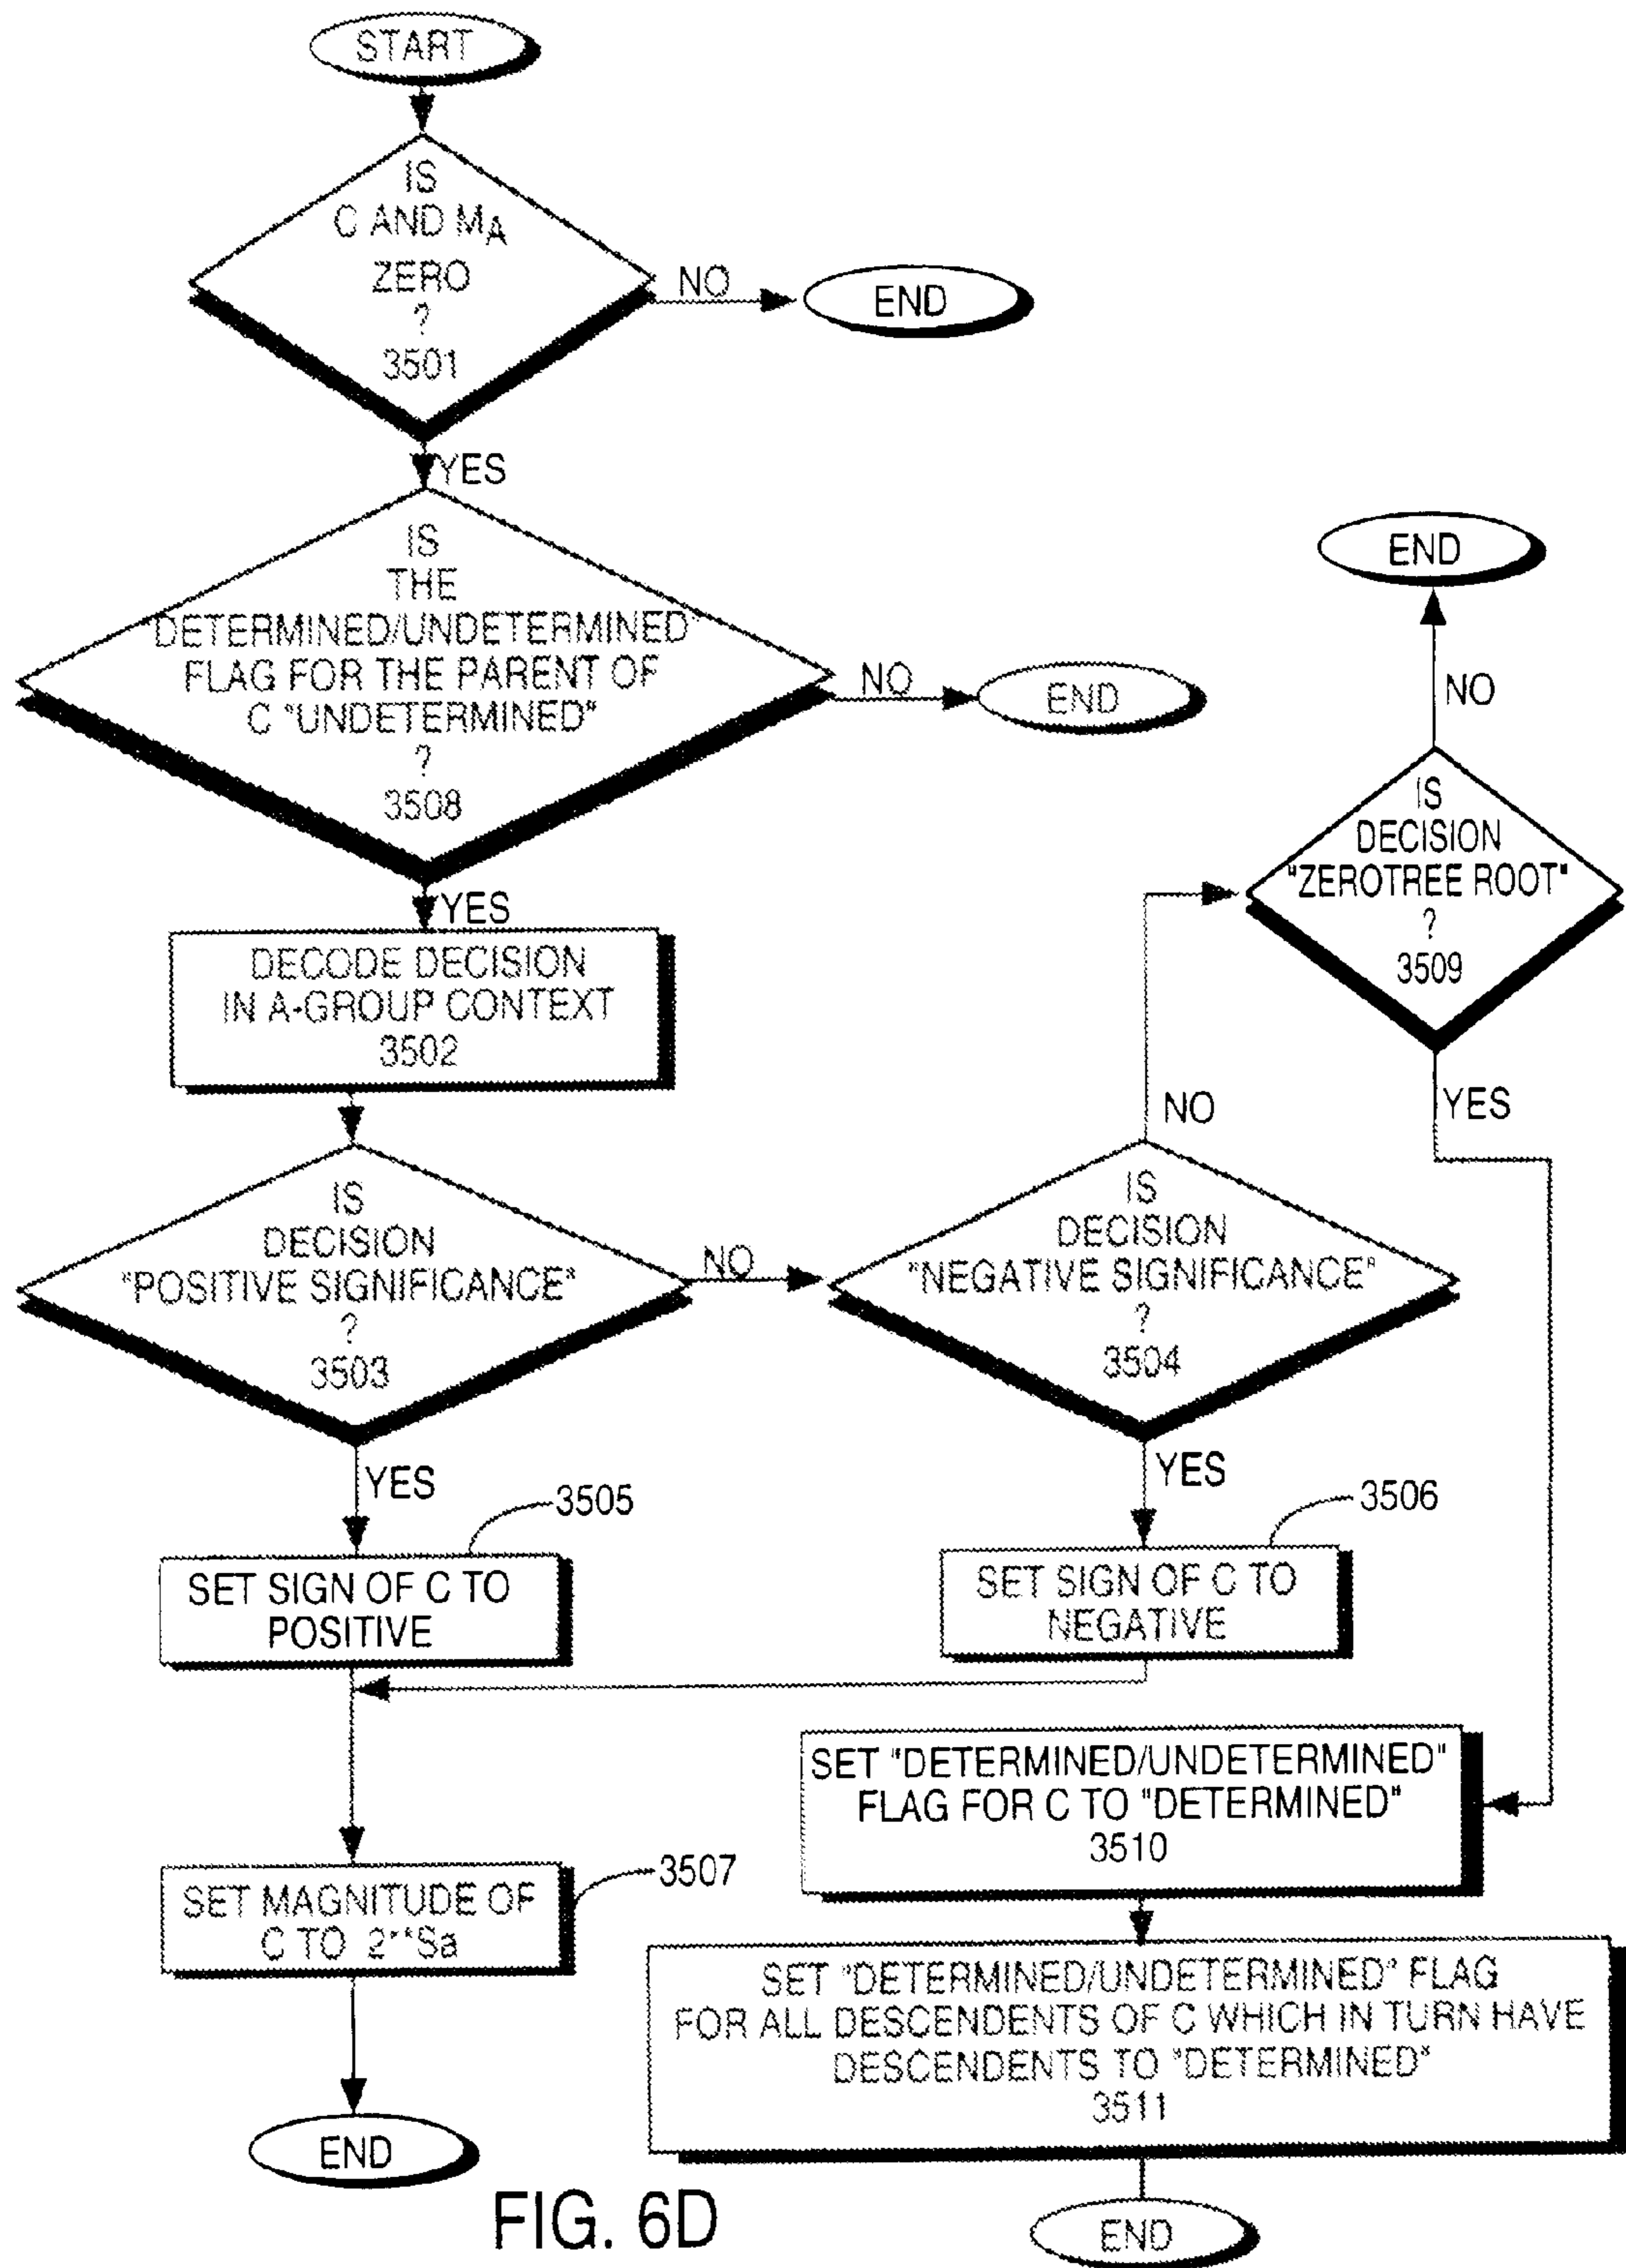 START
IS
C AND MA
ZERO
?
3501
NO
END
YES
IS
THE
"DETERMINED/UNDETERMINED"
FLAG FOR THE PARENT OF
C "UNDETERMINED"
?
3508
NO
END
YES
DECODE DECISION
IN A-GROUP CONTEXT
3502
IS
DECISION
"POSITIVE SIGNIFICANCE"
?
3503
NO
IS
DECISION
"NEGATIVE SIGNIFICANCE"
?
3504
NO
IS
DECISION
"ZEROTREE ROOT"
?
3509
NO
END
YES
YES
3505
SET SIGN OF C TO
POSITIVE
YES
3506
SET SIGN OF C TO
NEGATIVE
3507
SET MAGNITUDE OF
C TO 2**Sa
END
SET "DETERMINED/UNDETERMINED"
FLAG FOR C TO "DETERMINED"
3510
SET "DETERMINED/UNDETERMINED" FLAG
FOR ALL DESCENDENTS OF C WHICH IN TURN HAVE
DESCENDENTS TO "DETERMINED"
3511
END
FIG. 6D